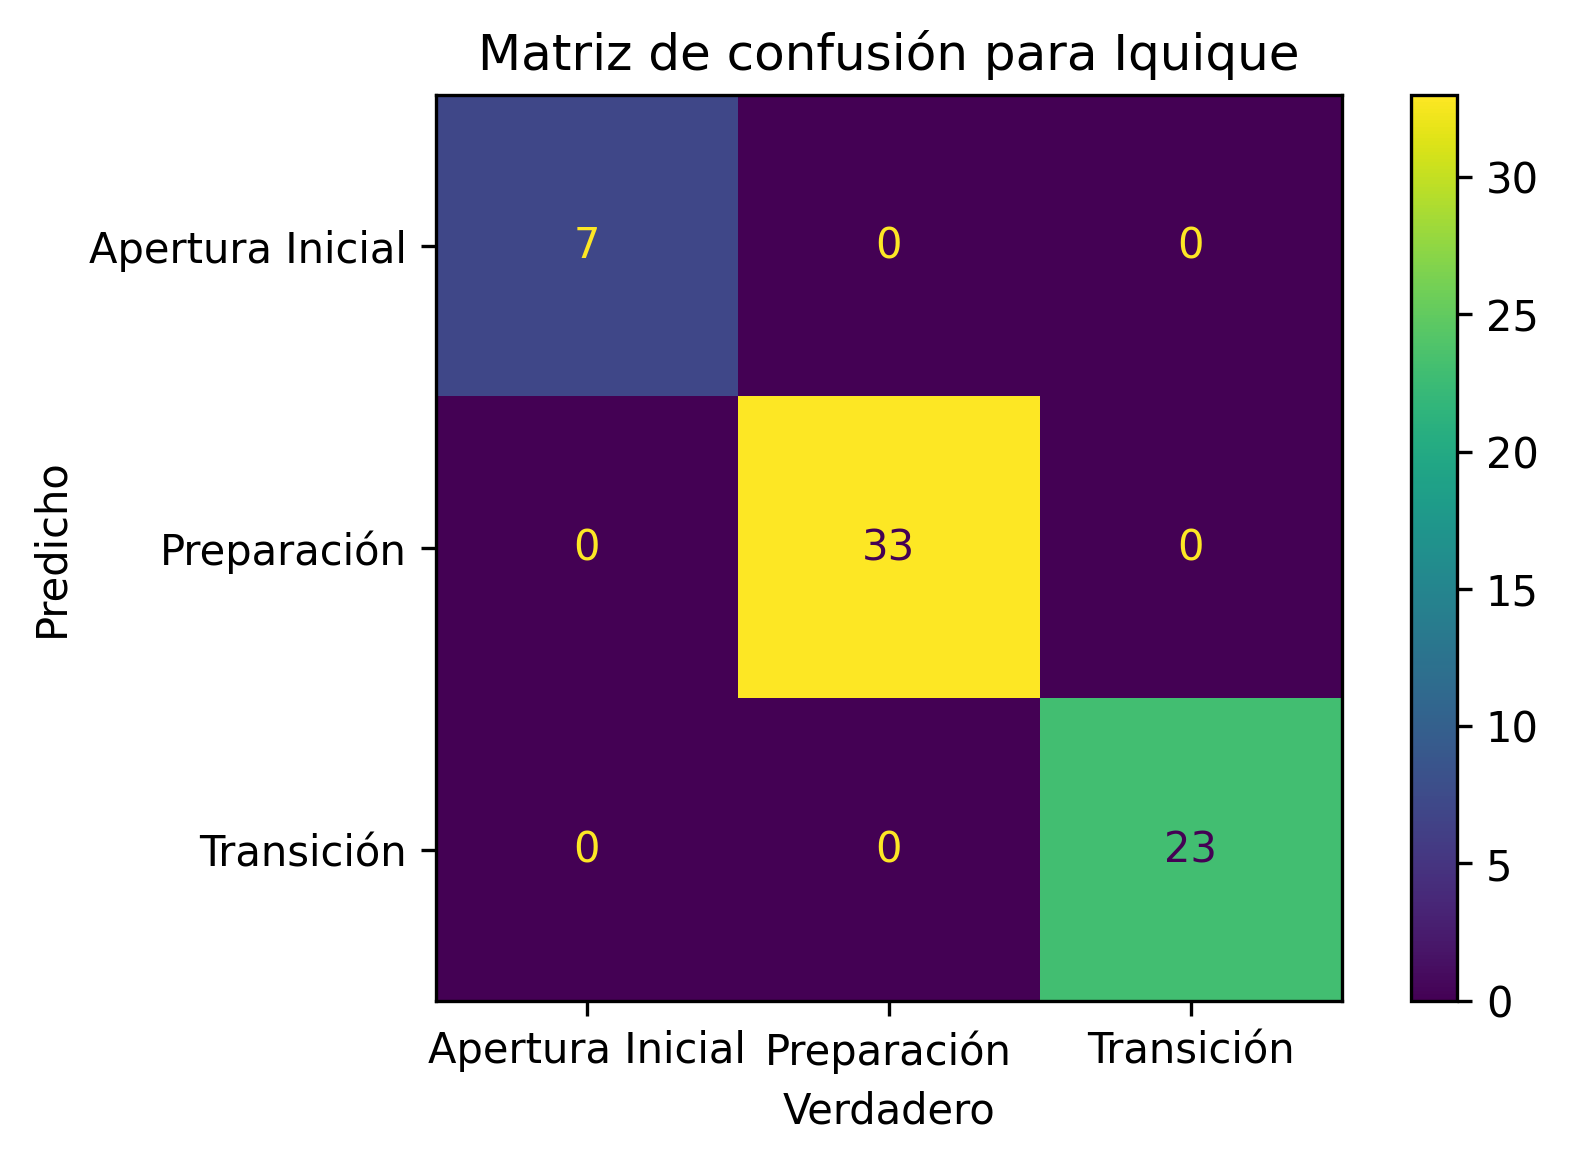 Matriz de confusión para Iquique
Apertura Inicial
7 0 0
Preparación
0 33 0
Transición
0 0 23
Predicho
Apertura Inicial Preparación Transición
Verdadero
30
25
20
15
10
5
0